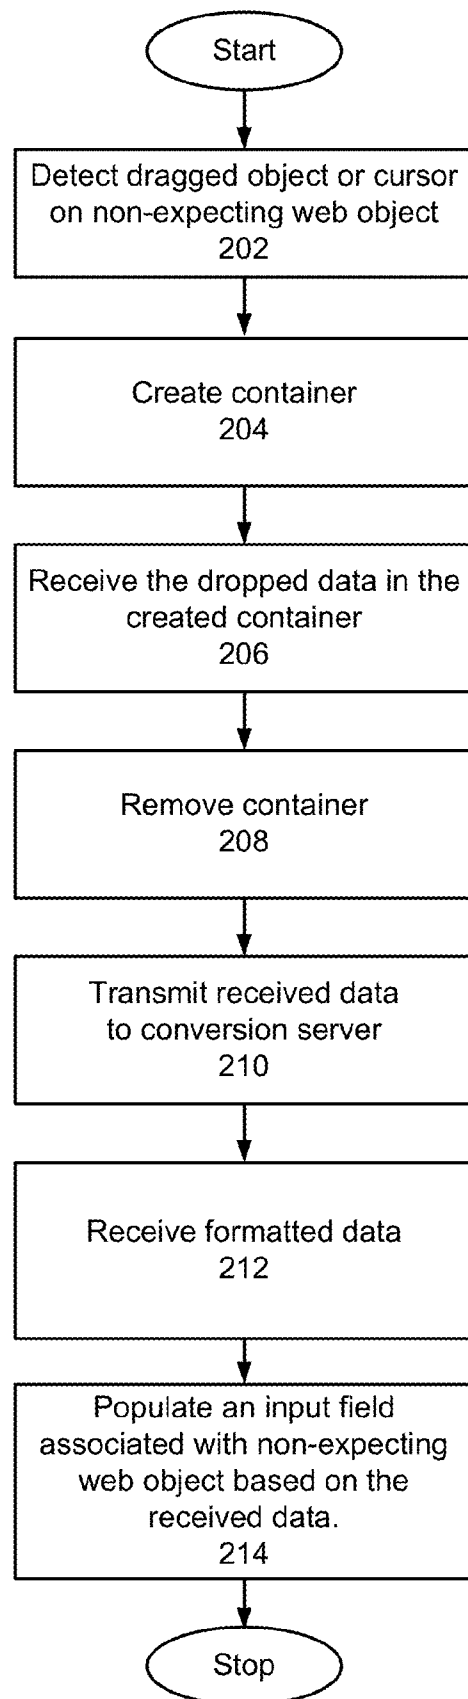 Start
Detect dragged object or cursor
on non-expecting web object
202
Create container
204
Receive the dropped data in the
created container
206
Remove container
208
Transmit received data
to conversion server
210
Receive formatted data
212
Populate an input field
associated with non-expecting
web object based on the
received data.
214
Stop